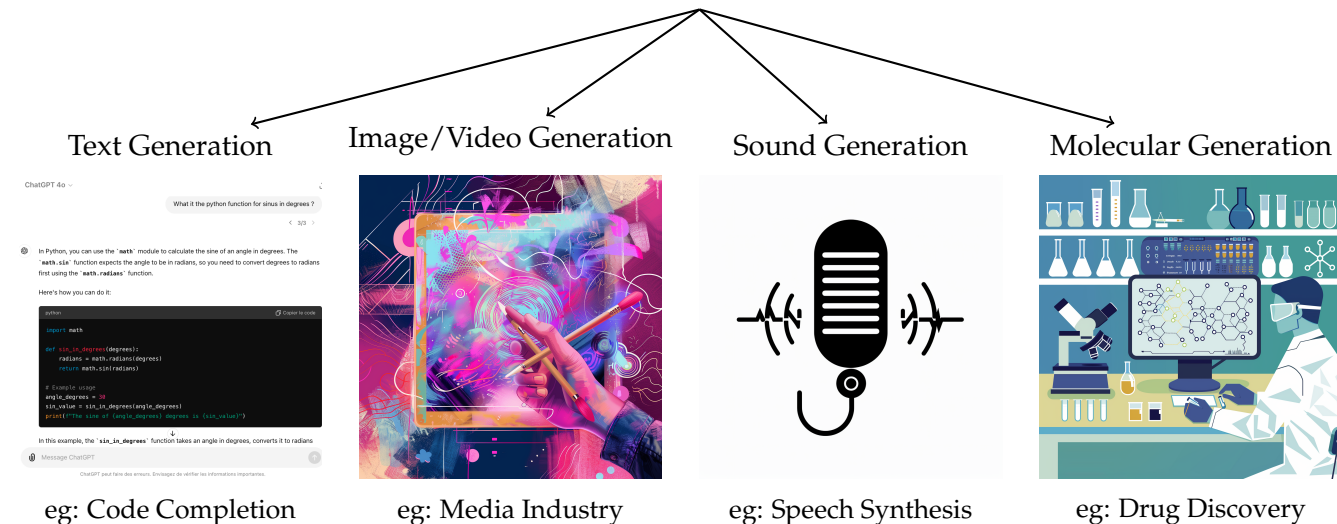 Text Generation
Image/Video Generation
Sound Generation
Molecular Generation
ChatGPT 4o
What it the python function for sinus in degrees ?
3/3
In Python, you can use the `math` module to calculate the sine of an angle in degrees. The
`math.sin` function expects the angle to be in radians, so you need to convert degrees to radians
first using the `math.radians` function.
Here's how you can do it:
python
Copier le code
import math
def sin_in_degrees(degrees):
radians = math.radians(degrees)
return math.sin(radians)
# Example usage
angle_degrees = 30
sin_value = sin_in_degrees(angle_degrees)
print(f"The sine of {angle_degrees} degrees is {sin_value}")
In this example, the `sin_in_degrees` function takes an angle in degrees, converts it to radians
Message ChatGPT
ChatGPT peut faire des erreurs. Envisagez de vérifier les informations importantes.
eg: Code Completion
eg: Media Industry
eg: Speech Synthesis
eg: Drug Discovery